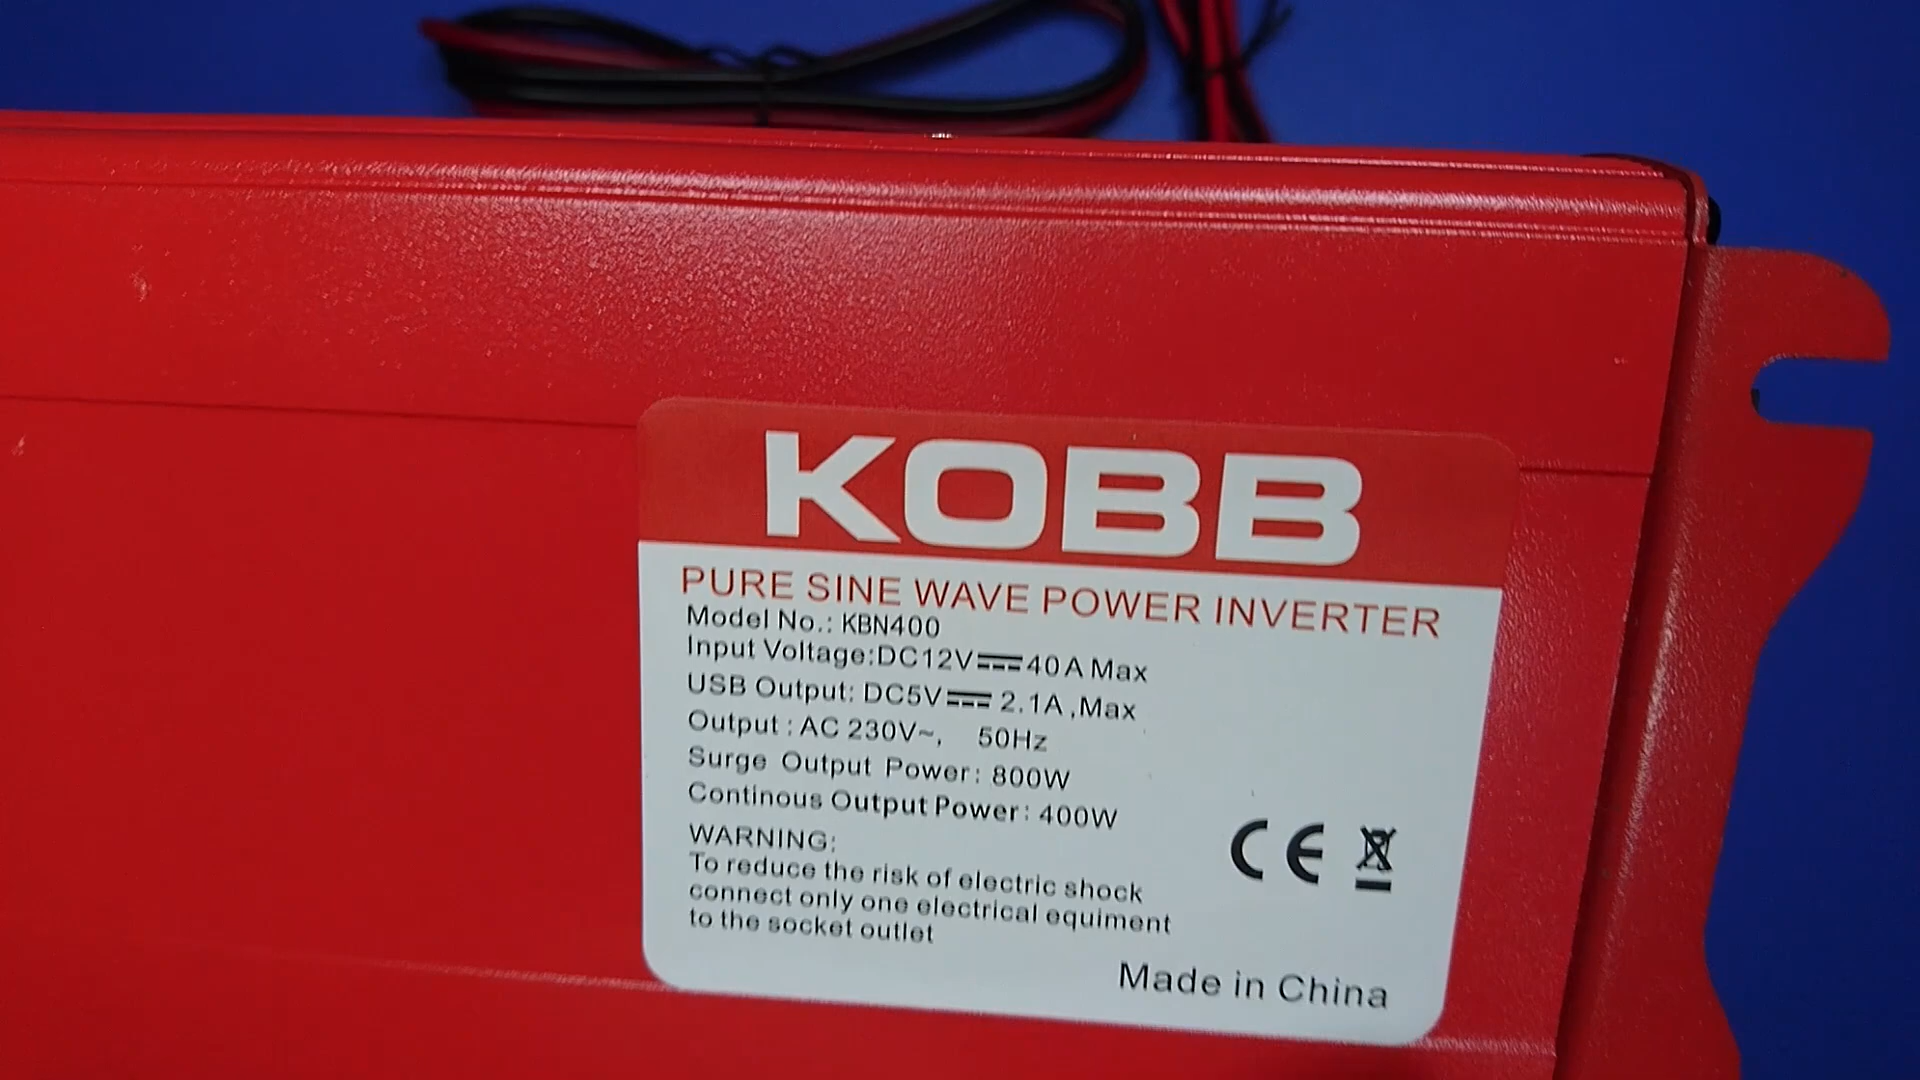 KOBB
PURE SINE WAVE POWER INVERTER
Model No.: KBN400
Input Voltage:DC12V⎓40A Max
USB Output: DC5V⎓ 2.1A ,Max
Output : AC 230V~, 50Hz
Surge Output Power: 800W
Continous Output Power: 400W
WARNING:
To reduce the risk of electric shock
connect only one electrical equiment
to the socket outlet
CE
Made in China